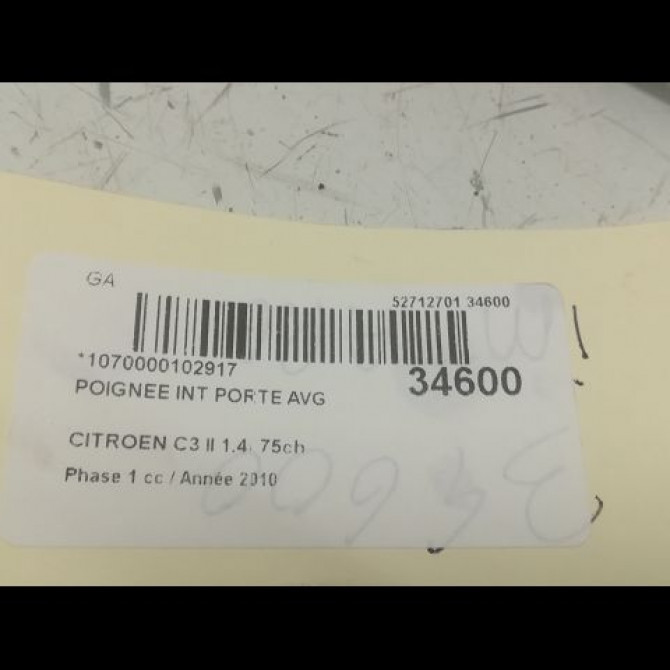 GA
52712701 34600
*1070000102917
34600
POIGNEE INT PORTE AVG
CITROEN C3 II 1.4i 75ch
Phase 1 cc / Année 2010
34600